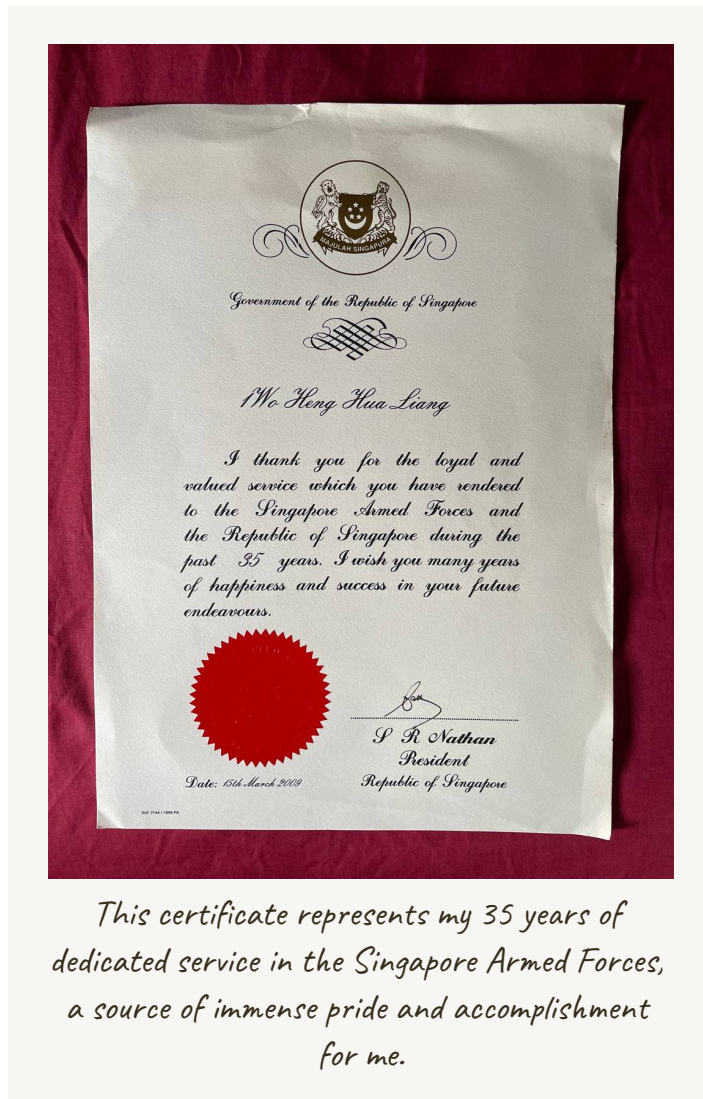 MAJULAH SINGAPURA
Government of the Republic of Singapore
1Wo Heng Hua Liang
I thank you for the loyal and
valued service which you have rendered
to the Singapore Armed Forces and
the Republic of Singapore during the
past 35 years. I wish you many years
of happiness and success in your future
endeavours.
S R Nathan
President
Republic of Singapore
Date: 15th March 2009
SAF 274A I-1999-PA
This certificate represents my 35 years of
dedicated service in the Singapore Armed Forces,
a source of immense pride and accomplishment
for me.